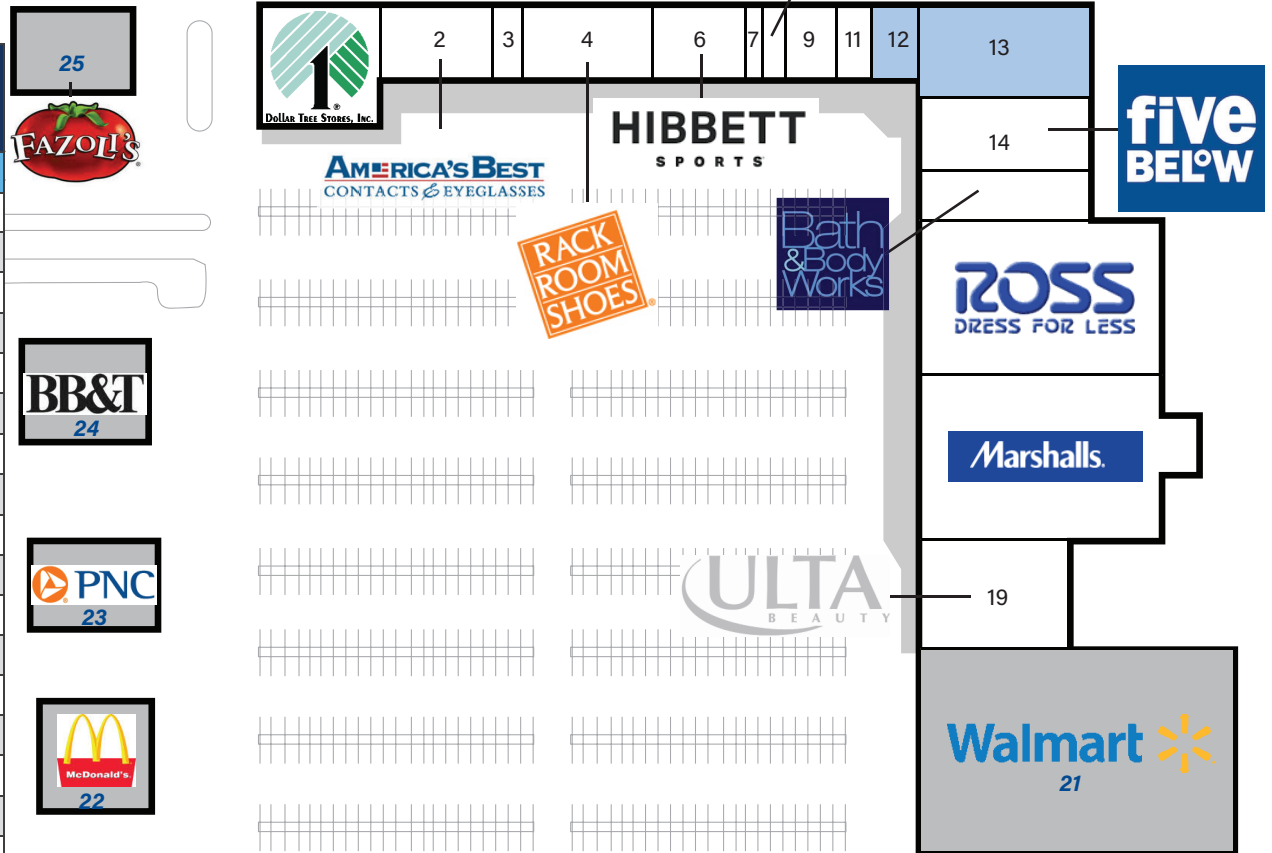 25
FAZOLI'S
1®
DOLLAR TREE STORES, INC.
2
3
4
6
7
9
11
12
13
HIBBETT
SPORTS
AMERICA'S BEST
CONTACTS & EYEGLASSES
14
five
BEL°W
RACK
ROOM
SHOES®
Bath
&Body
Works
ROSS
DRESS FOR LESS
BB&T
24
Marshalls.
PNC
23
ULTA
BEAUTY
19
McDonald's.
22
Walmart
21